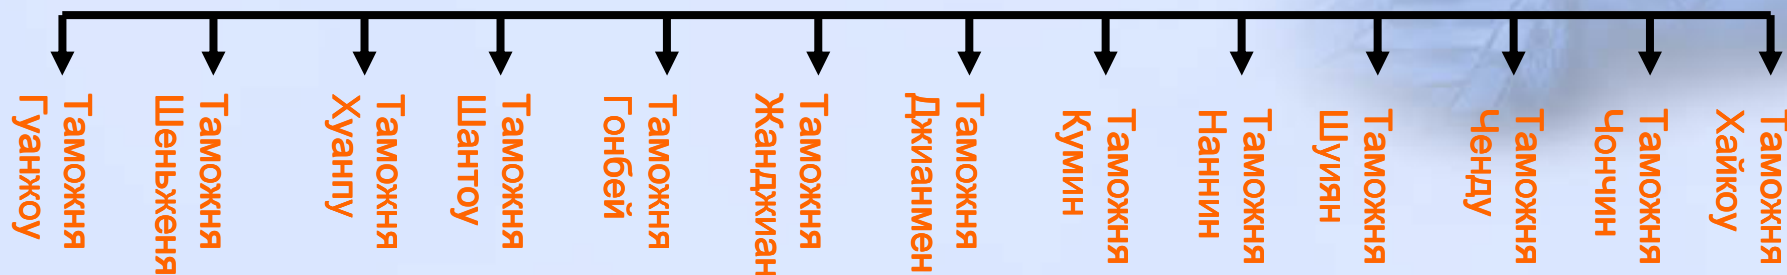 Таможня
Гуанжоу
Таможня
Шеньженя
Таможня
Хуанпу
Таможня
Шантоу
Таможня
Гонбей
Таможня
Жанджиан
Таможня
Джианмен
Таможня
Кумин
Таможня
Наннин
Таможня
Шуиян
Таможня
Ченду
Таможня
Чончин
Таможня
Хайкоу